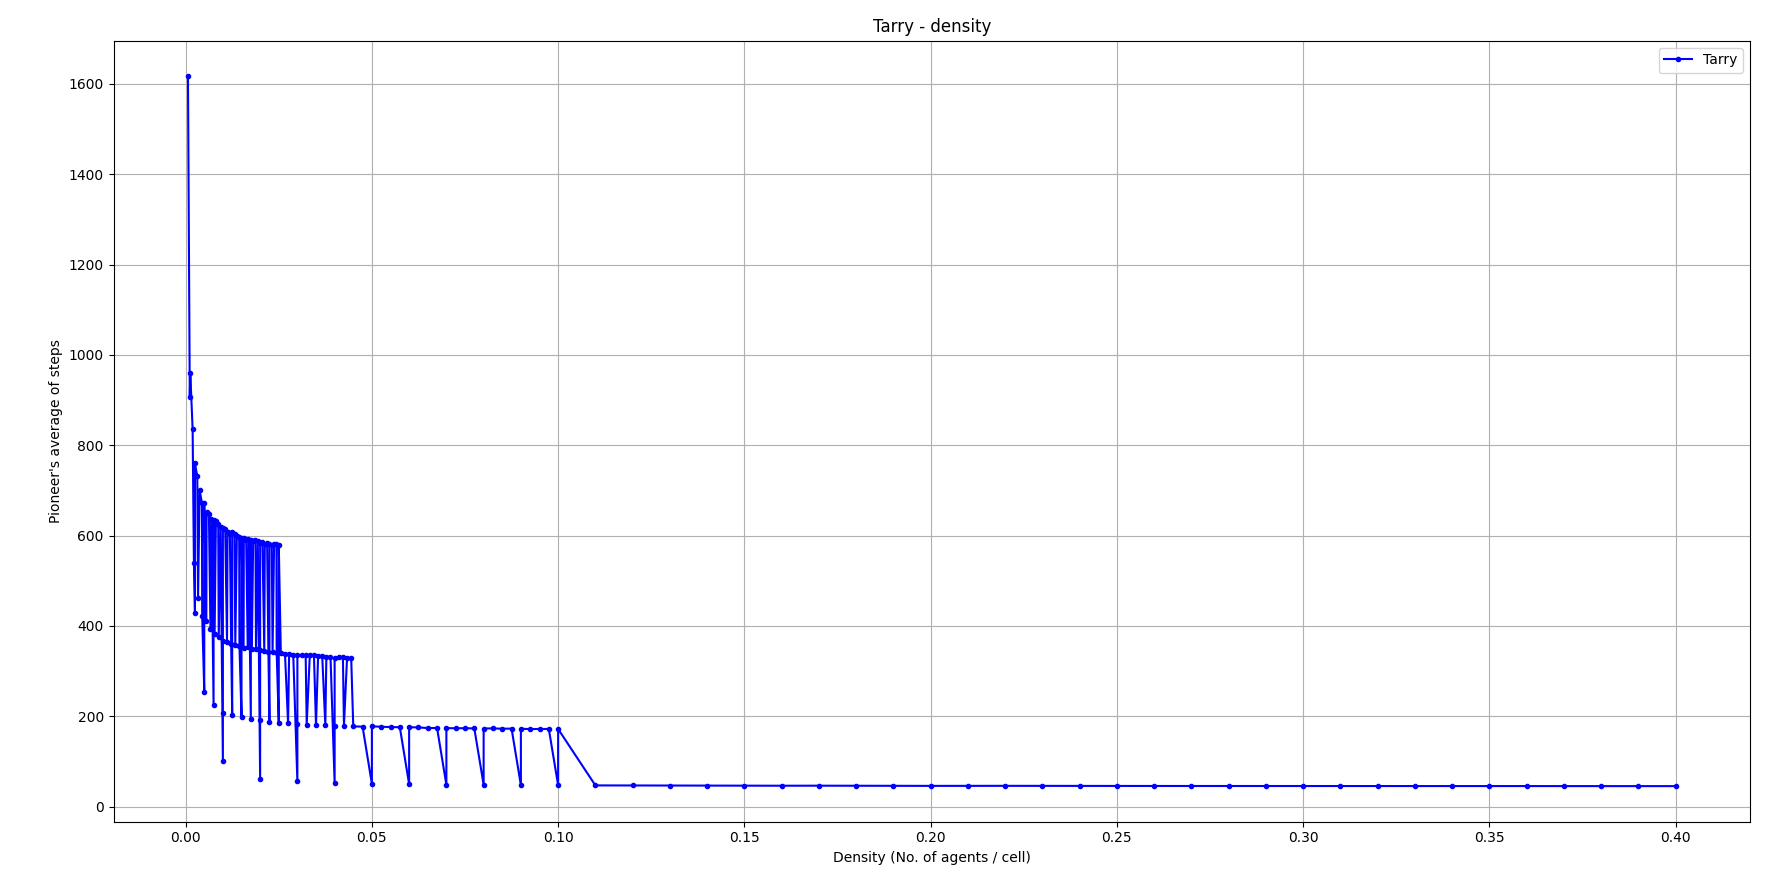 Tarry - density
Tarry
1600
1400
1200
1000
800
600
400
200
0
Pioneer's average of steps
0.00 0.05 0.10 0.15 0.20 0.25 0.30 0.35 0.40
Density (No. of agents / cell)